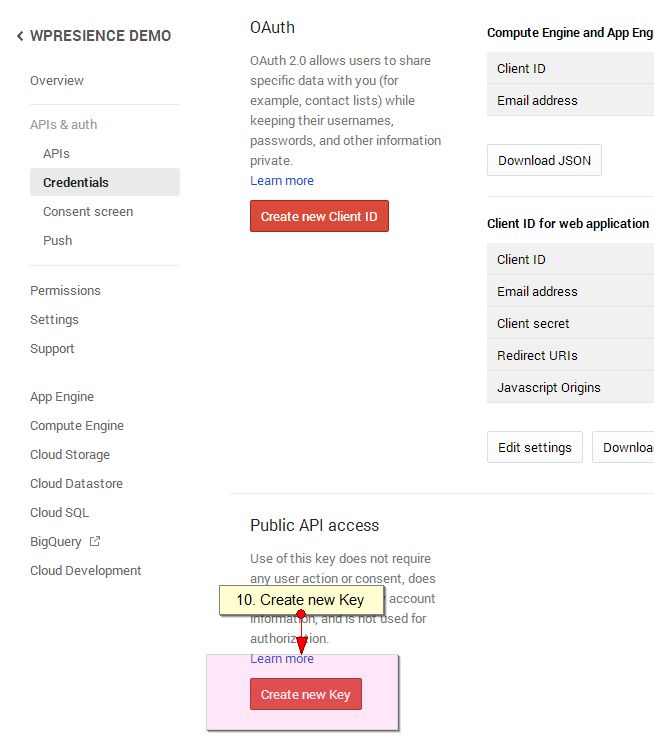 WPRESIENCE DEMO
Overview
APIs & auth
APIs
Credentials
Consent screen
Push
Permissions
Settings
Support
App Engine
Compute Engine
Cloud Storage
Cloud Datastore
Cloud SQL
BigQuery
Cloud Development
OAuth
OAuth 2.0 allows users to share
specific data with you (for
example, contact lists) while
keeping their usernames,
passwords, and other information
private.
Learn more
Create new Client ID
Compute Engine and App Eng
Client ID
Email address
Download JSON
Client ID for web application
Client ID
Email address
Client secret
Redirect URIs
Javascript Origins
Edit settings
Downloa
Public API access
Use of this key does not require
any user action or consent, does
10. Create new Key
account
information, and is not used for
authorization.
Learn more
Create new Key